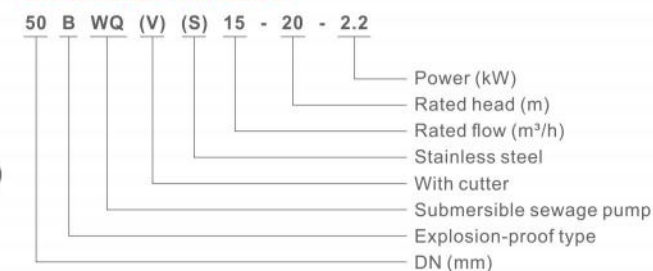 50 B WQ (V) (S) 15 - 20 - 2.2
Power (kW)
Rated head (m)
Rated flow (m³/h)
Stainless steel
With cutter
Submersible sewage pump
Explosion-proof type
DN (mm)